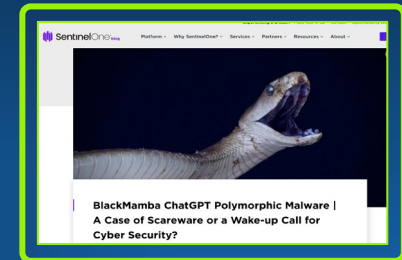 SentinelOne blog
Platform Why SentinelOne? Services Partners Resources About
BlackMamba ChatGPT Polymorphic Malware |
A Case of Scareware or a Wake-up Call for
Cyber Security?